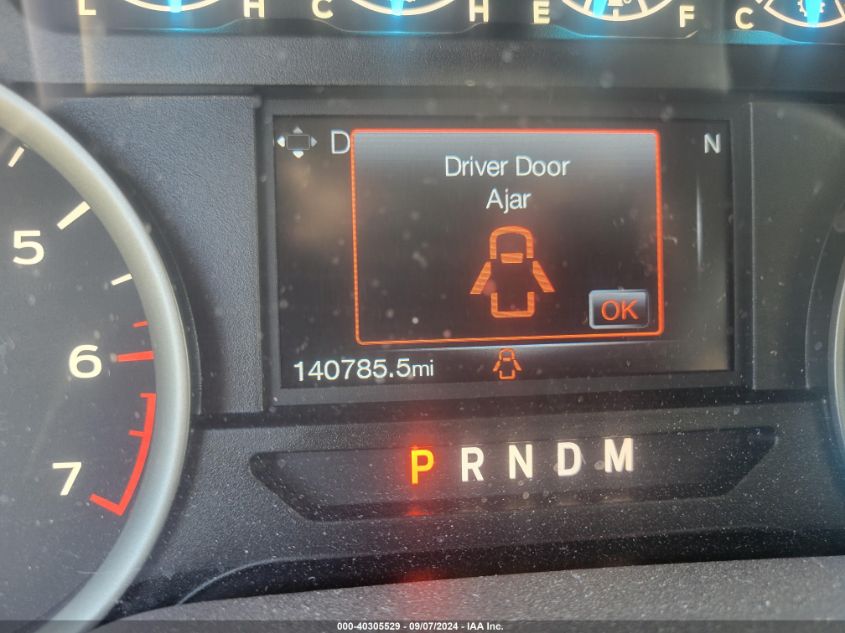 L H C H E F C
D
N
Driver Door
Ajar
OK
140785.5mi
5
6
7
P R N D M
000-40305529 - 09/07/2024 - IAA Inc.